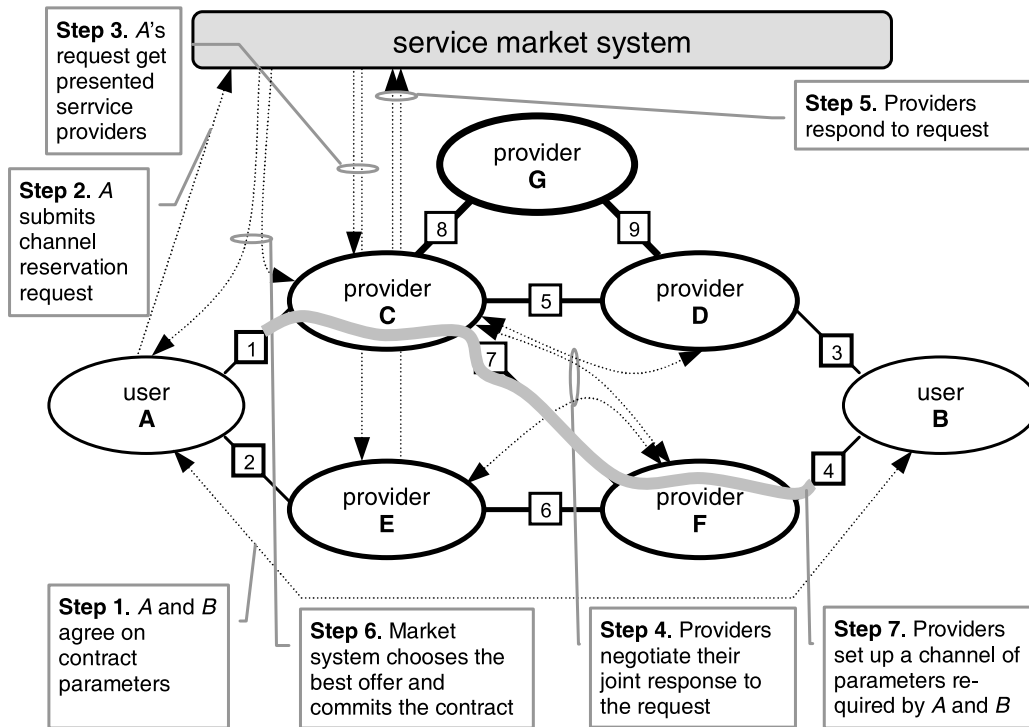 Step 3. A's
request get
presented
serrvice
providers
service market system
Step 5. Providers
respond to request
Step 2. A
submits
channel
reservation
request
provider
G
8
9
provider
C
5
provider
D
1
7
3
user
A
user
B
2
4
provider
E
6
provider
F
Step 1. A and B
agree on
contract
parameters
Step 6. Market
system chooses the
best offer and
commits the contract
Step 4. Providers
negotiate their
joint response to
the request
Step 7. Providers
set up a channel of
parameters re-
quired by A and B